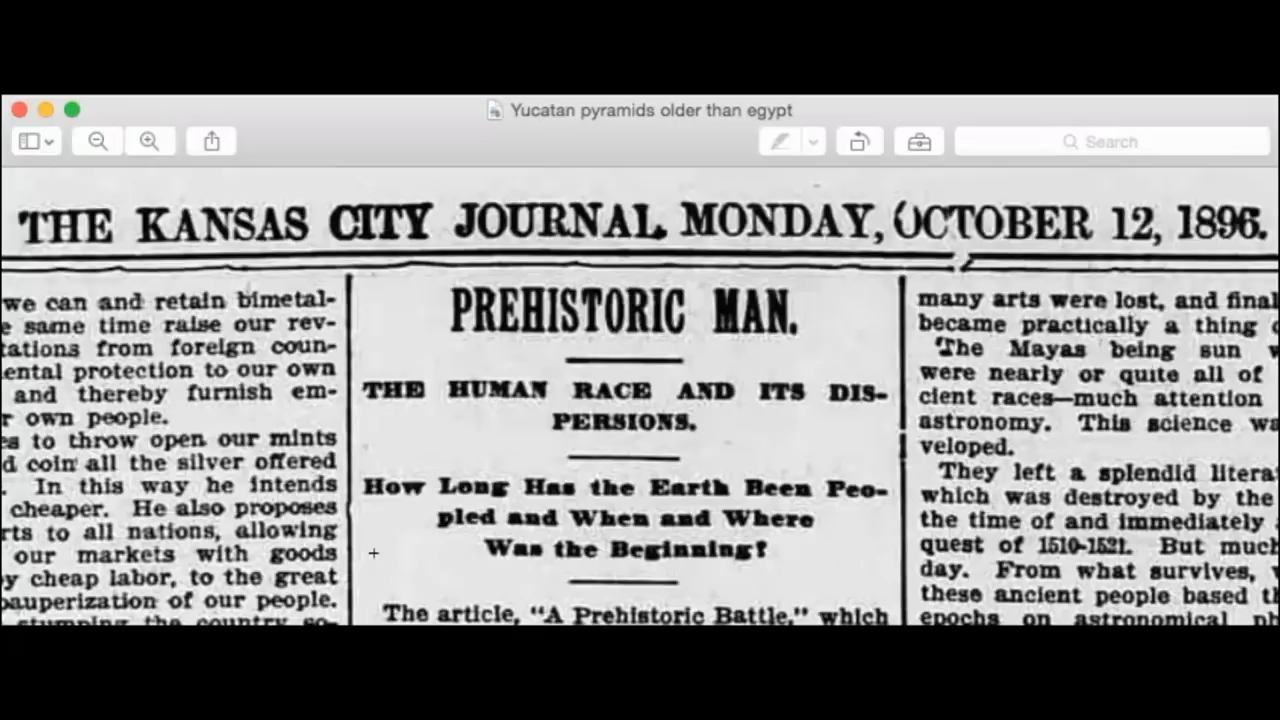 Yucatan pyramids older than egypt
Search
THE KANSAS CITY JOURNAL, MONDAY, OCTOBER 12, 1896.
we can and retain bimetal-
same time raise our rev-
from foreign coun-
protection to our own
and thereby furnish em-
own people.
to throw open our mints
coin all the silver offered
In this way he intends
cheaper. He also proposes
to all nations, allowing
our markets with goods
cheap labor, to the great
pauperization of our people.
stumping the country
PREHISTORIC MAN.
THE HUMAN RACE AND ITS DIS-
PERSIONS.
How Long Has the Earth Been Peo-
pled and When and Where
Was the Beginning?
The article, "A Prehistoric Battle," which
many arts were lost, and
became practically a thing
The Mayas being sun
were nearly or quite all of
cient races—much attention
astronomy. This science
veloped.
They left a splendid
which was destroyed by the
the time of and immediately
quest of 1510-1521. But
day. From what survives,
these ancient people based
epochs on astronomical